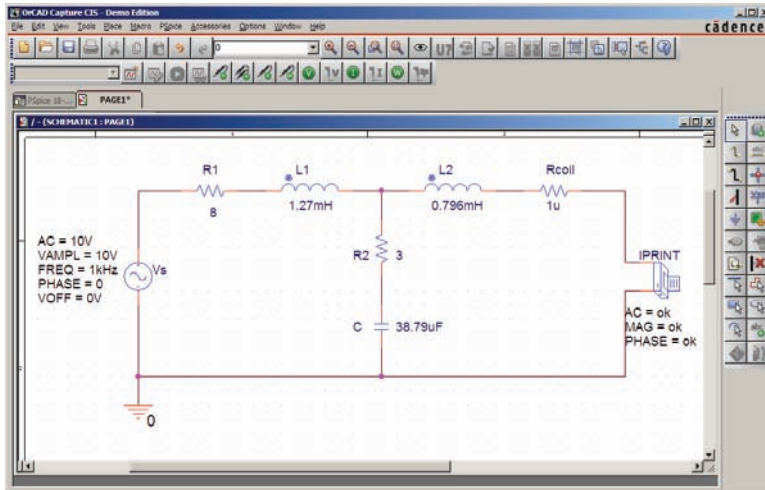 OrCAD Capture CIS - Demo Edition
File Edit View Tools Place Macro PSpice Accessories Options Window Help
cādence
0
U?
V I W
PAGE1*
/ - (SCHEMATIC1 : PAGE1)
R1 L1 L2 Rcoil
8 1.27mH 0.796mH 1u
R2 3
IPRINT
AC = 10V
VAMPL = 10V
FREQ = 1kHz
PHASE = 0
VOFF = 0V
Vs
C 38.79uF
AC = ok
MAG = ok
PHASE = ok
0